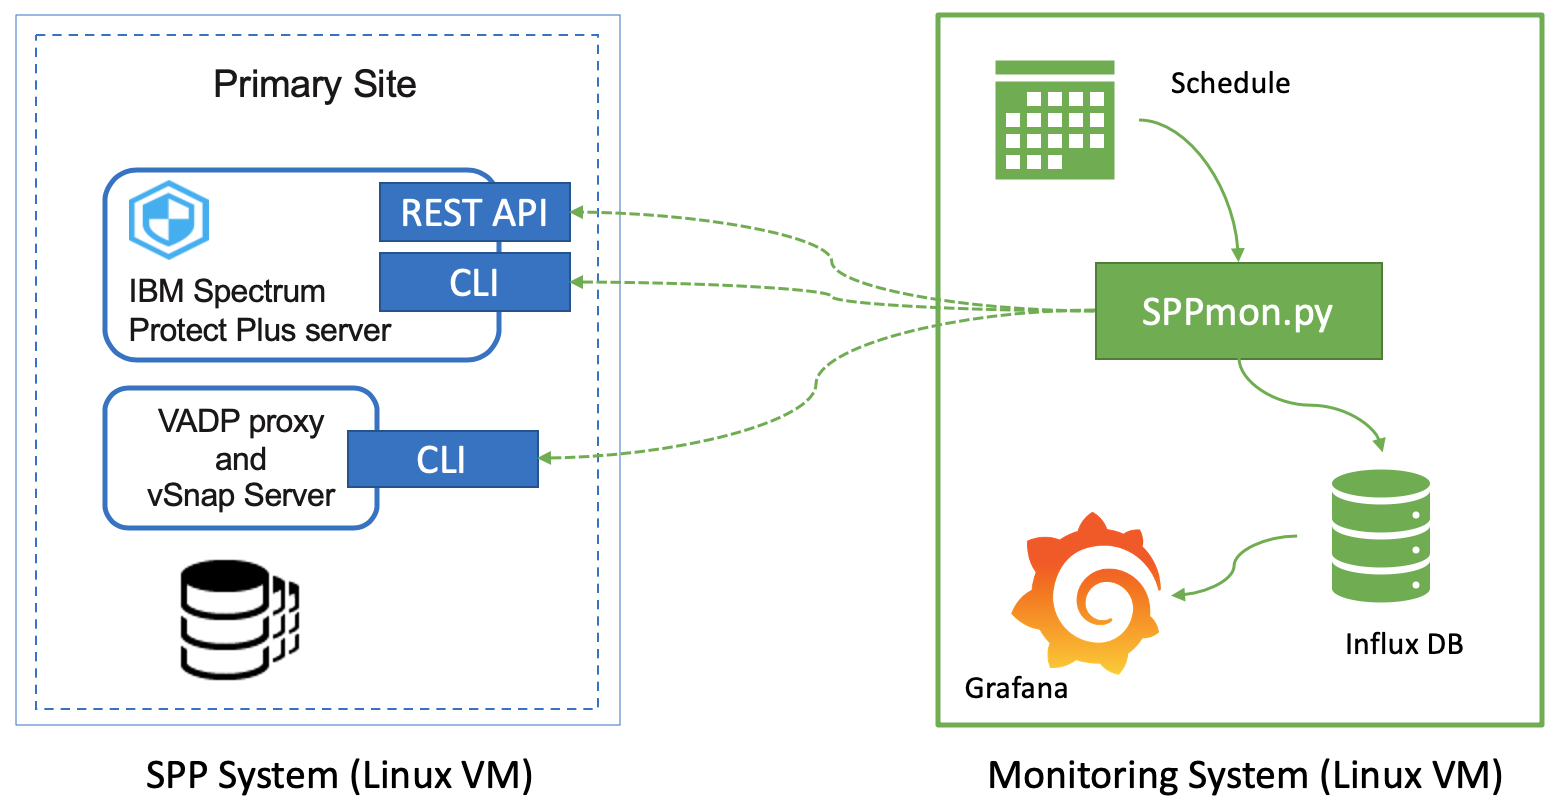 Primary Site
REST API
CLI
IBM Spectrum
Protect Plus server
VADP proxy
and
vSnap Server
CLI
SPP System (Linux VM)
Schedule
SPPmon.py
Influx DB
Grafana
Monitoring System (Linux VM)